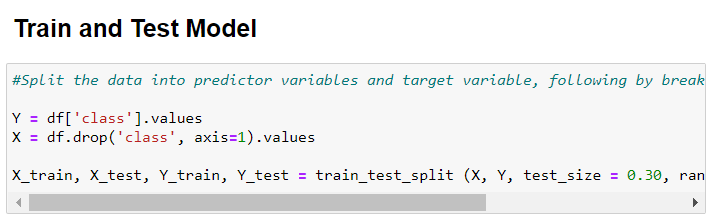 Train and Test Model
#Split the data into predictor variables and target variable, following by break
Y = df['class'].values
X = df.drop('class', axis=1).values
X_train, X_test, Y_train, Y_test = train_test_split (X, Y, test_size = 0.30, ran